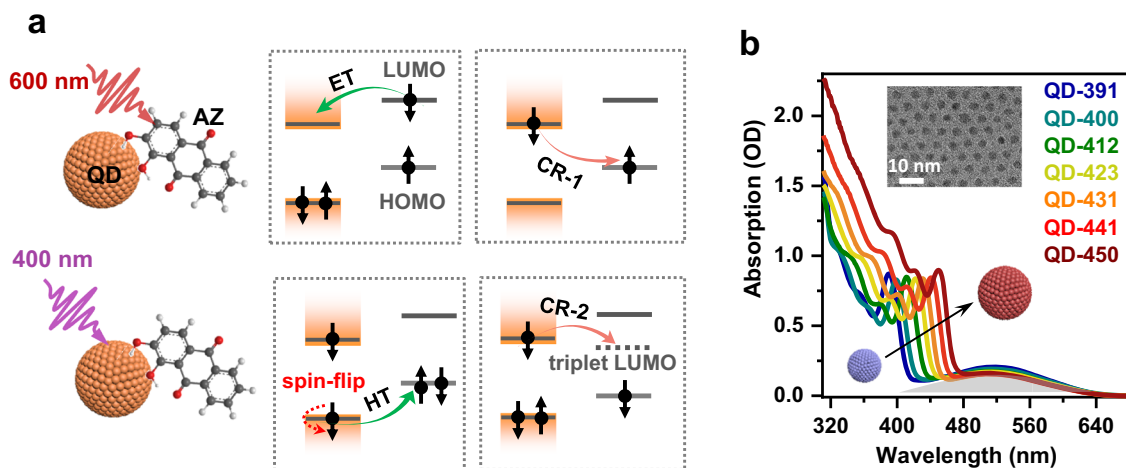 a
600 nm
AZ
QD
ET
LUMO
HOMO
CR-1
400 nm
spin-flip
HT
CR-2
triplet LUMO
b
Absorption (OD)
2.0
1.5
1.0
0.5
0.0
10 nm
QD-391
QD-400
QD-412
QD-423
QD-431
QD-441
QD-450
320 400 480 560 640
Wavelength (nm)